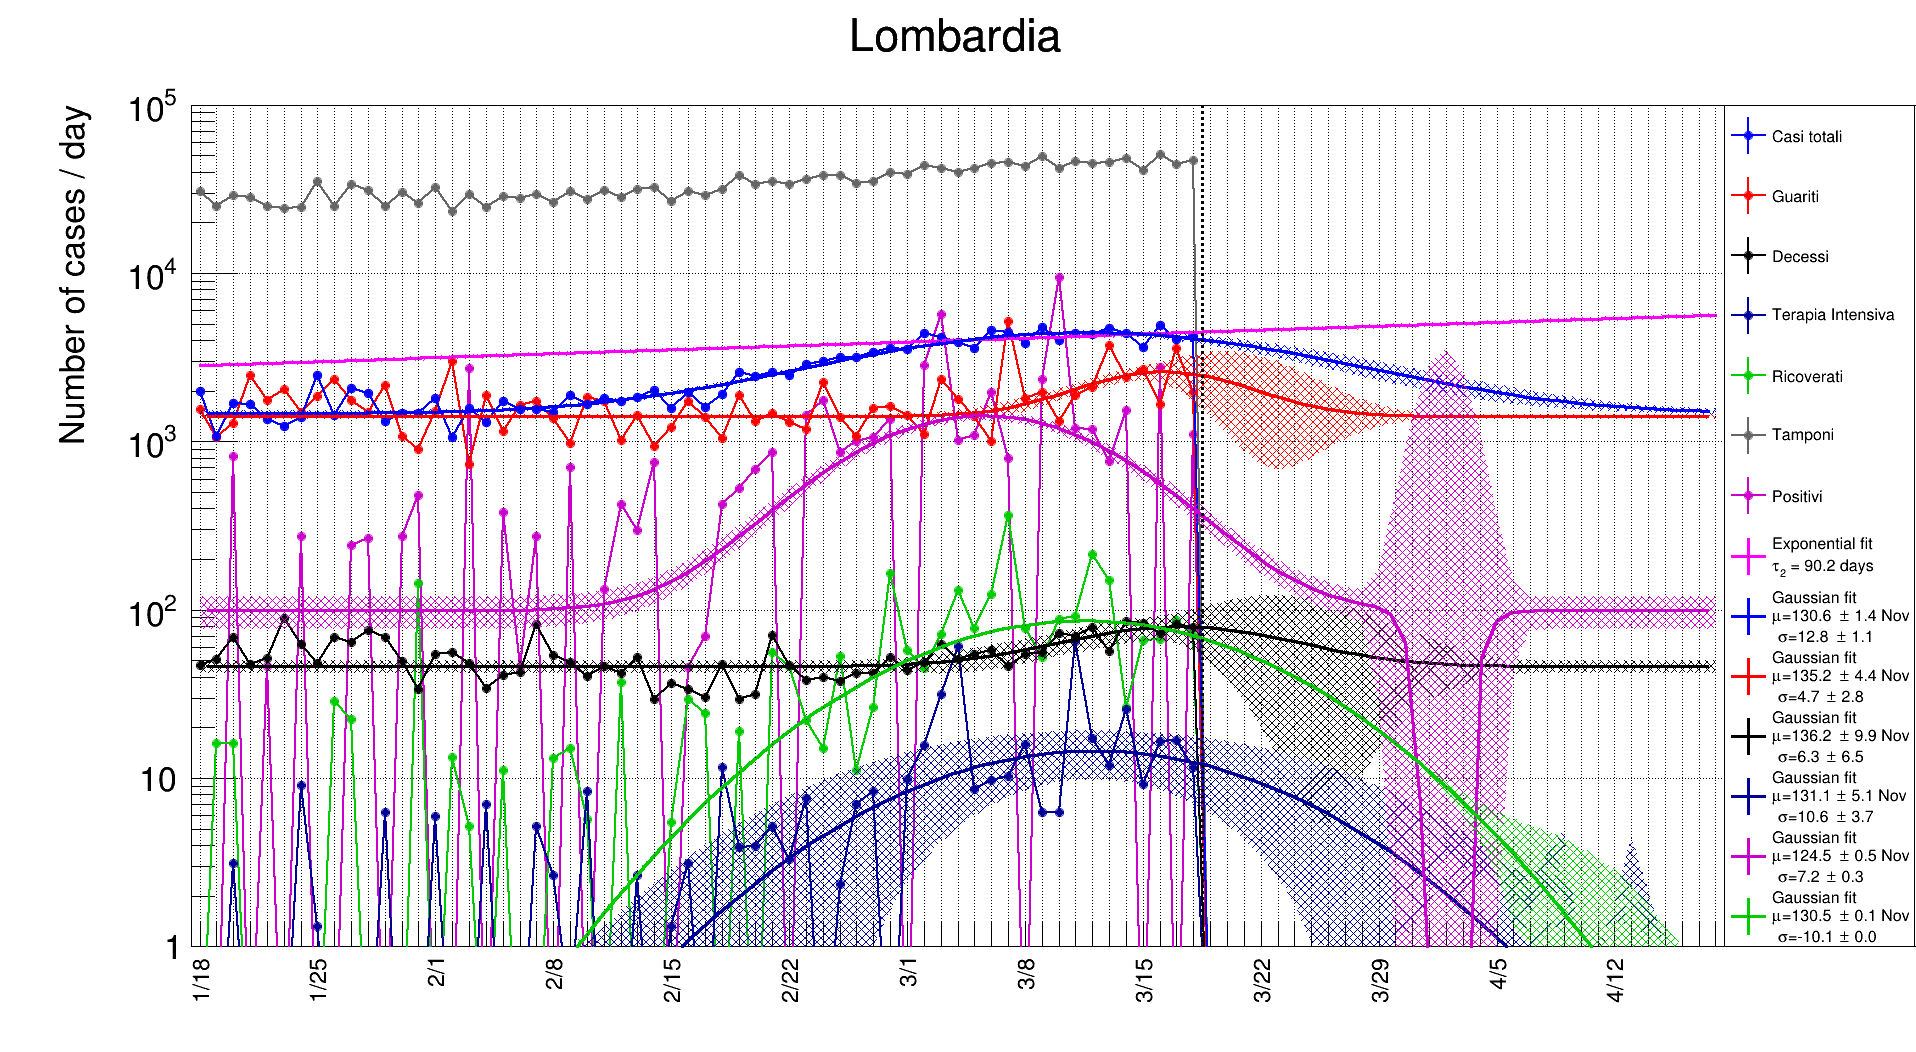 Lombardia
Number of cases / day
10^5
10^4
10^3
10^2
10
1
1/18
1/25
2/1
2/8
2/15
2/22
3/1
3/8
3/15
3/22
3/29
4/5
4/12
Casi totali
Guariti
Decessi
Terapia Intensiva
Ricoverati
Tamponi
Positivi
Exponential fit
τ2 = 90.2 days
Gaussian fit
μ=130.6 ± 1.4 Nov
σ=12.8 ± 1.1
Gaussian fit
μ=135.2 ± 4.4 Nov
σ=4.7 ± 2.8
Gaussian fit
μ=136.2 ± 9.9 Nov
σ=6.3 ± 6.5
Gaussian fit
μ=131.1 ± 5.1 Nov
σ=10.6 ± 3.7
Gaussian fit
μ=124.5 ± 0.5 Nov
σ=7.2 ± 0.3
Gaussian fit
μ=130.5 ± 0.1 Nov
σ=-10.1 ± 0.0